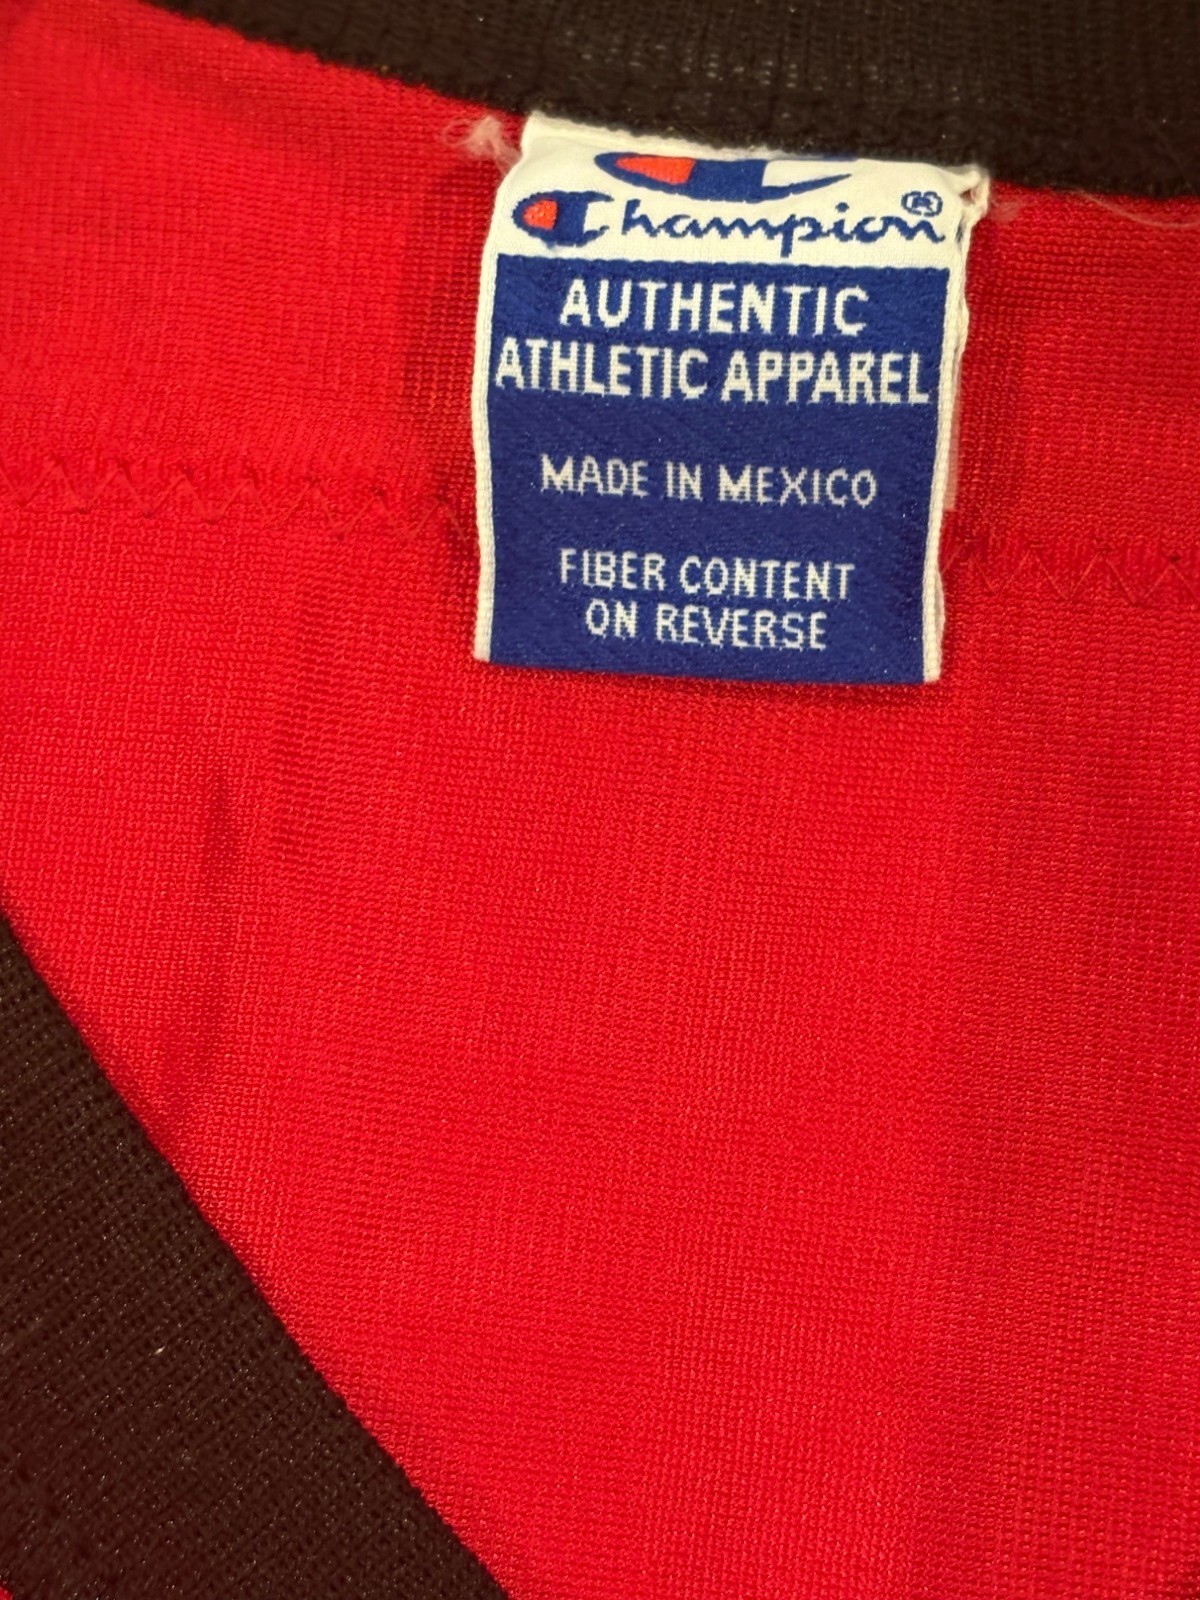 Champion®
AUTHENTIC
ATHLETIC APPAREL
MADE IN MEXICO
FIBER CONTENT
ON REVERSE